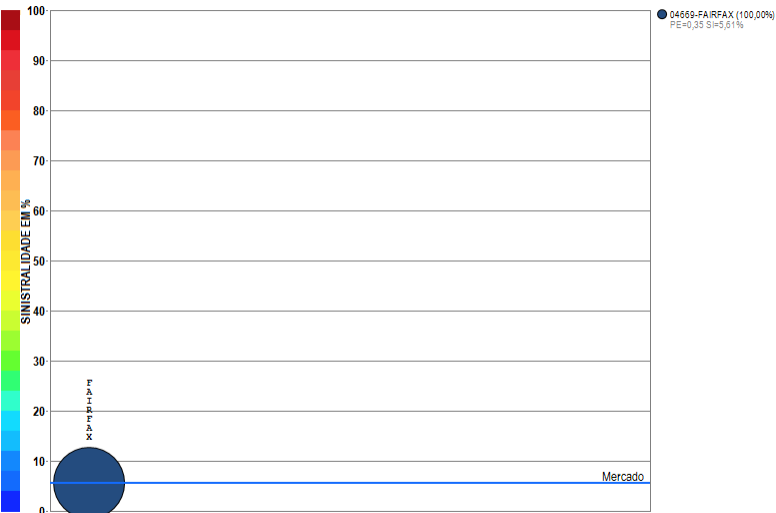 100
90
80
70
60
50
40
30
20
10
0
SINISTRALIDADE EM %
FAIRFAX
Mercado
04669-FAIRFAX (100,00%)
PE=0,35 SI=5,61%